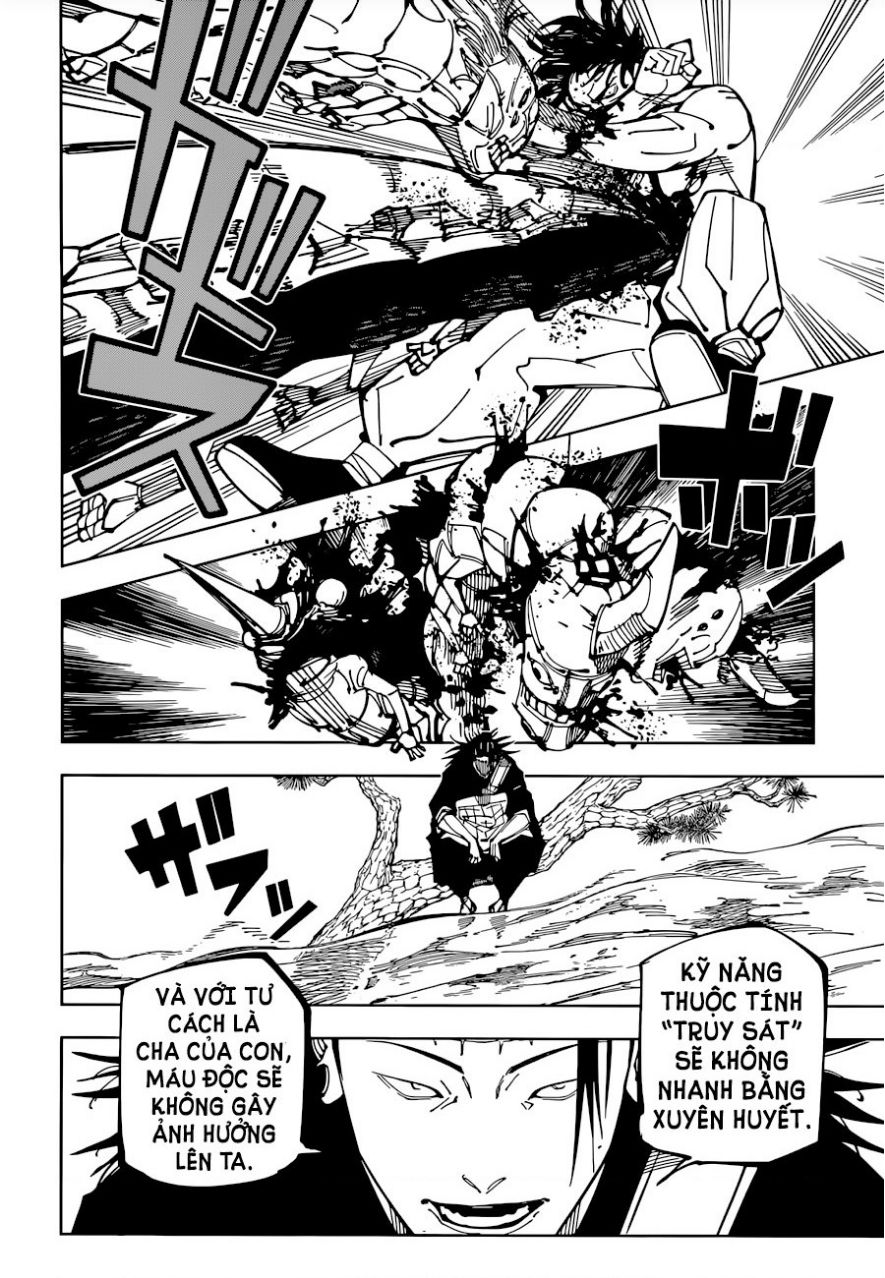 KỸ NĂNG
THUỘC TÍNH
“TRUY SÁT”
SẼ KHÔNG
NHANH BẰNG
XUYÊN HUYẾT.
VÀ VỚI TƯ
CÁCH LÀ
CHA CỦA CON,
MÁU ĐỘC SẼ
KHÔNG GÂY
ẢNH HƯỞNG
LÊN TA.